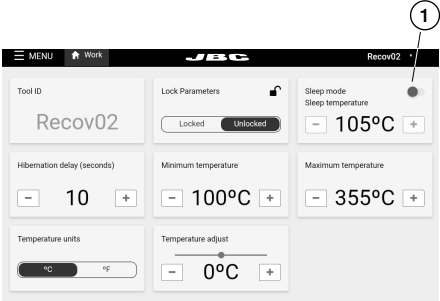 1
MENU Work JBC Recov02
Tool ID
Recov02
Lock Parameters
Locked Unlocked
Sleep mode
Sleep temperature
− 105ºC +
Hibernation delay (seconds)
− 10 +
Minimum temperature
− 100ºC +
Maximum temperature
− 355ºC +
Temperature units
ºC ºF
Temperature adjust
− 0ºC +